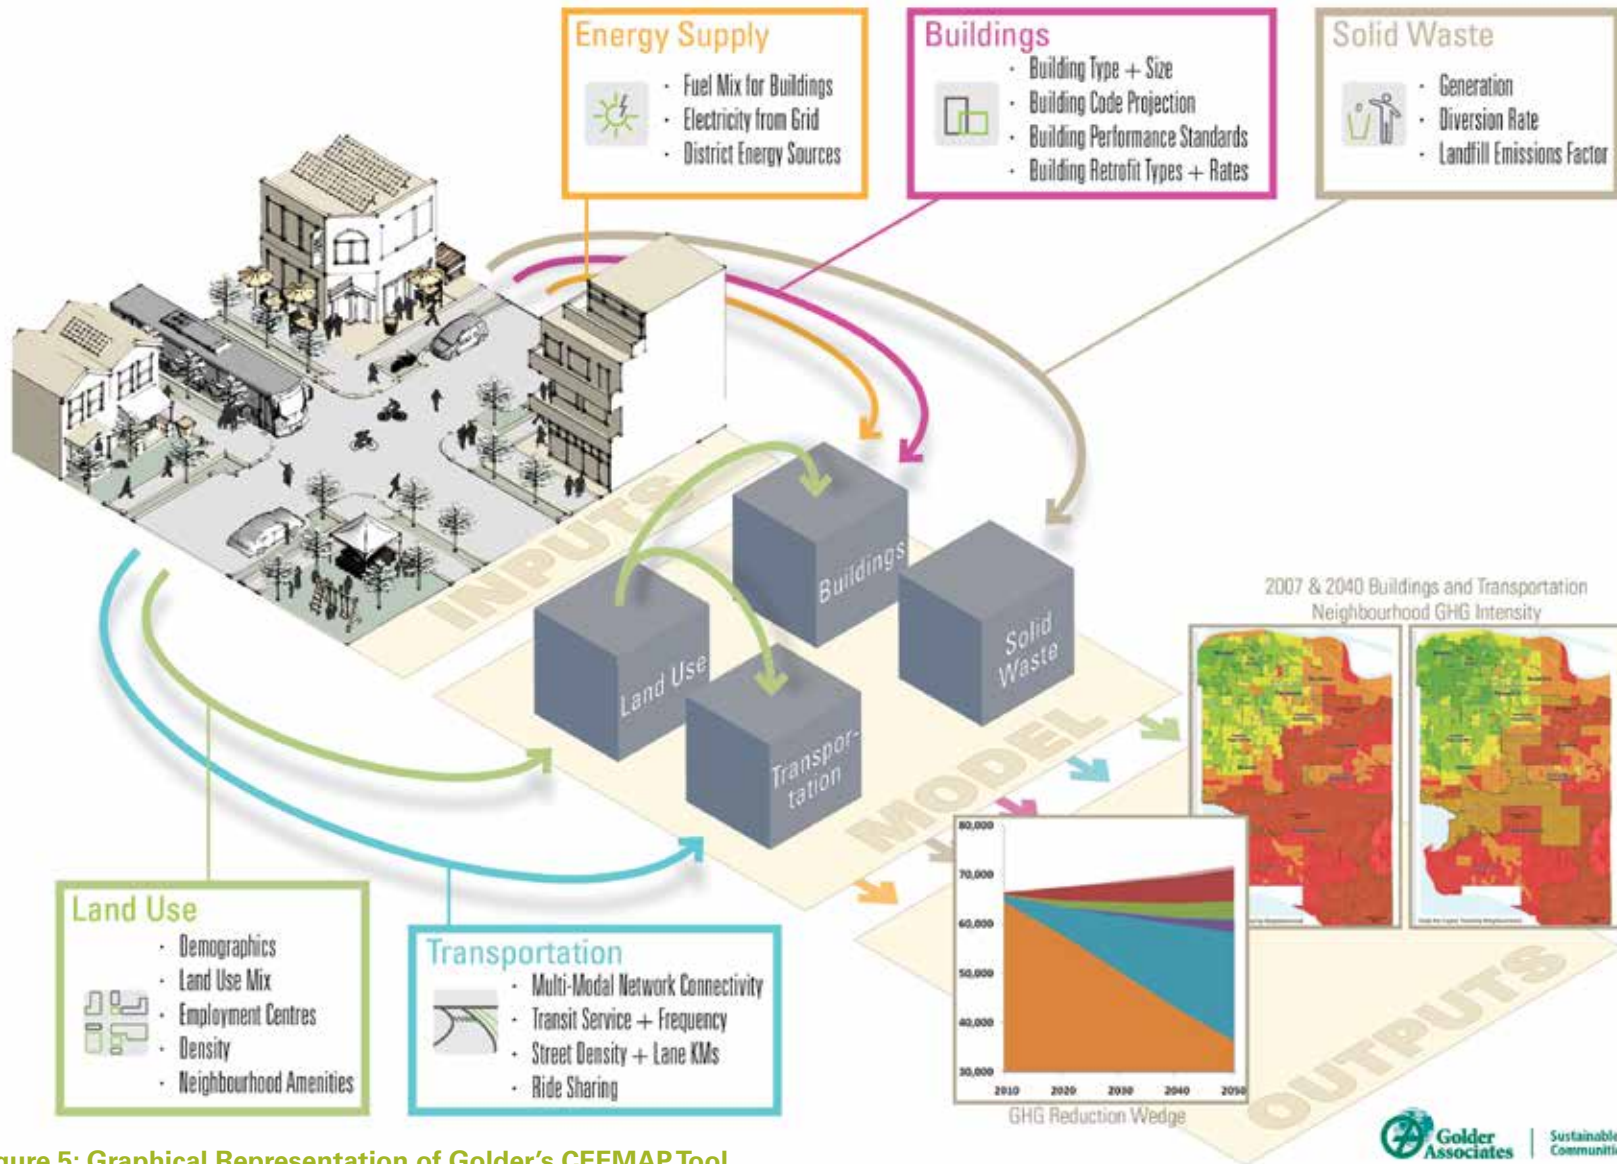 Energy Supply
· Fuel Mix for Buildings
· Electricity from Grid
· District Energy Sources
Buildings
· Building Type + Size
· Building Code Projection
· Building Performance Standards
· Building Retrofit Types + Rates
Solid Waste
· Generation
· Diversion Rate
· Landfill Emissions Factor
INPUTS
Buildings
Land Use
Solid
Waste
Transpor-
tation
MODEL
2007 & 2040 Buildings and Transportation
Neighbourhood GHG Intensity
Land Use
· Demographics
· Land Use Mix
· Employment Centres
· Density
· Neighbourhood Amenities
Transportation
· Multi-Modal Network Connectivity
· Transit Service + Frequency
· Street Density + Lane KMs
· Ride Sharing
80,000
70,000
60,000
50,000
40,000
30,000
2010 2020 2030 2040 2050
GHG Reduction Wedge
OUTPUTS
Golder
Associates
Sustainable
Communiti
gure 5: Graphical Representation of Golder's CEEMAP Tool